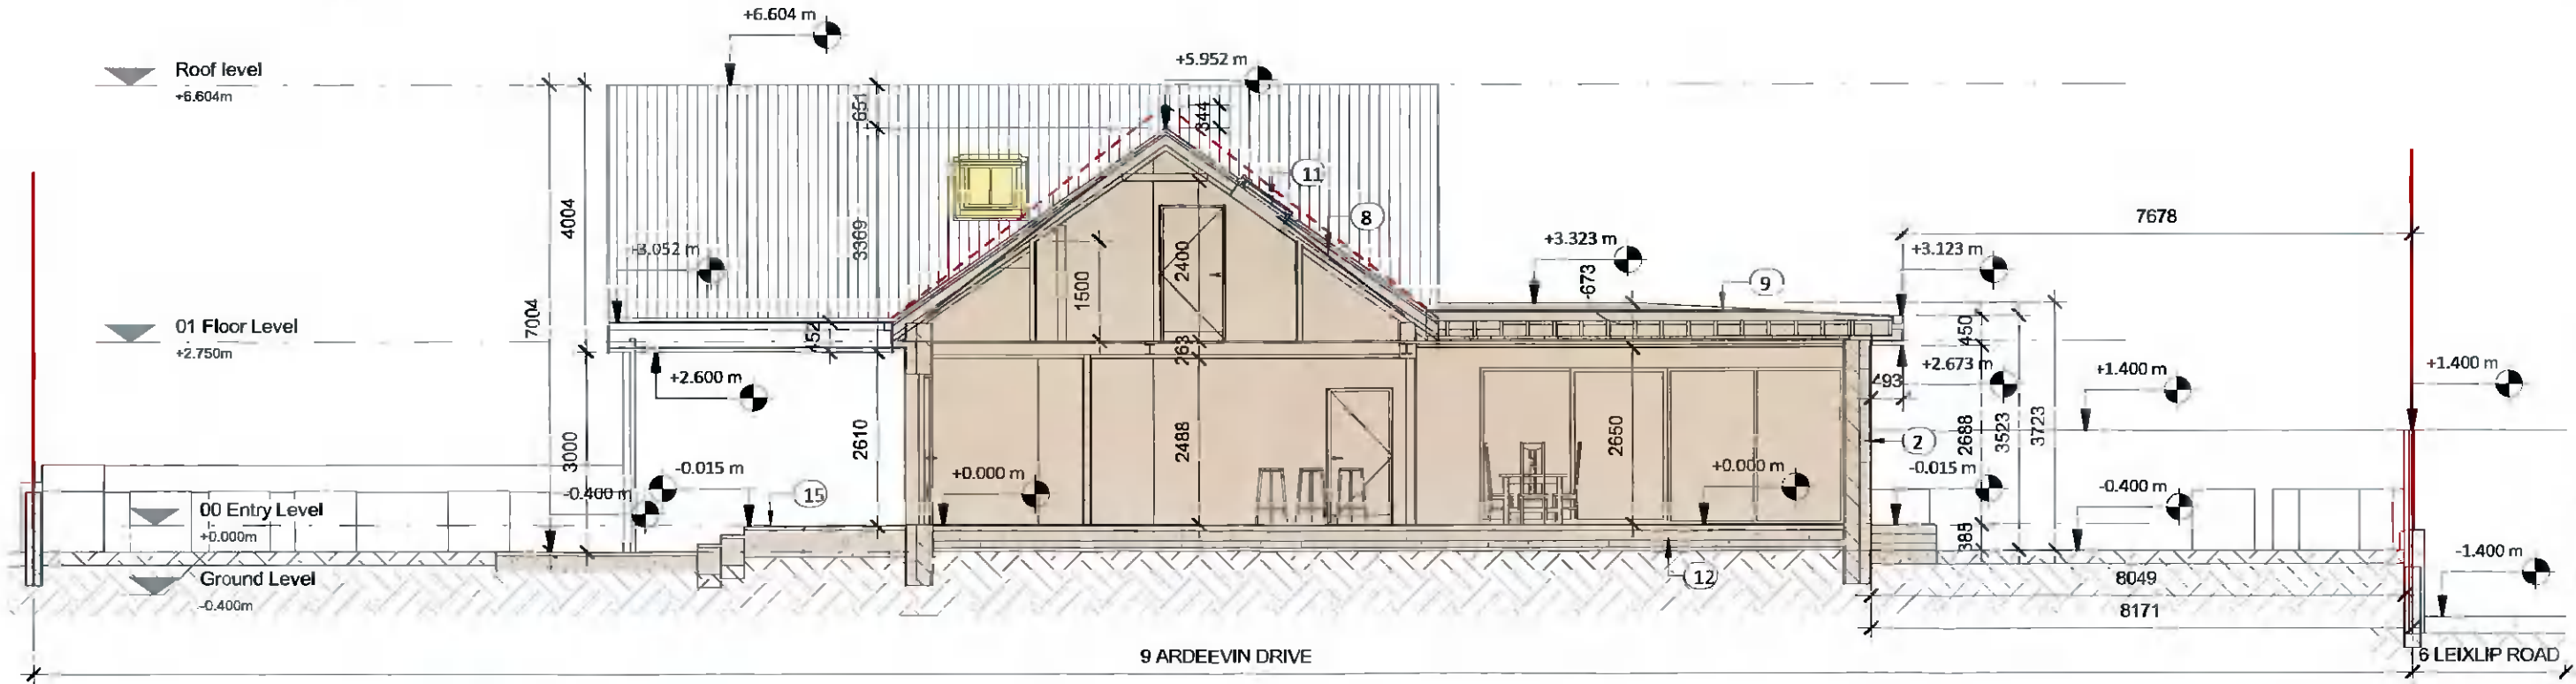 +6.604 m
+5.952 m
Roof level
+6.604m
651
344
11
8
7678
4004
3369
+3.052 m
2400
1500
+3.323 m
673
9
+3.123 m
7004
01 Floor Level
+2.750m
452
263
450
+2.600 m
+2.673 m
+1.400 m
+1.400 m
3000
2610
2488
2650
2
2688
3523
3723
-0.015 m
+0.000 m
+0.000 m
-0.015 m
-0.400 m
15
-0.400 m
00 Entry Level
+0.000m
385
Ground Level
-0.400m
12
8049
-1.400 m
8171
9 ARDEEVIN DRIVE
6 LEIXLIP ROAD